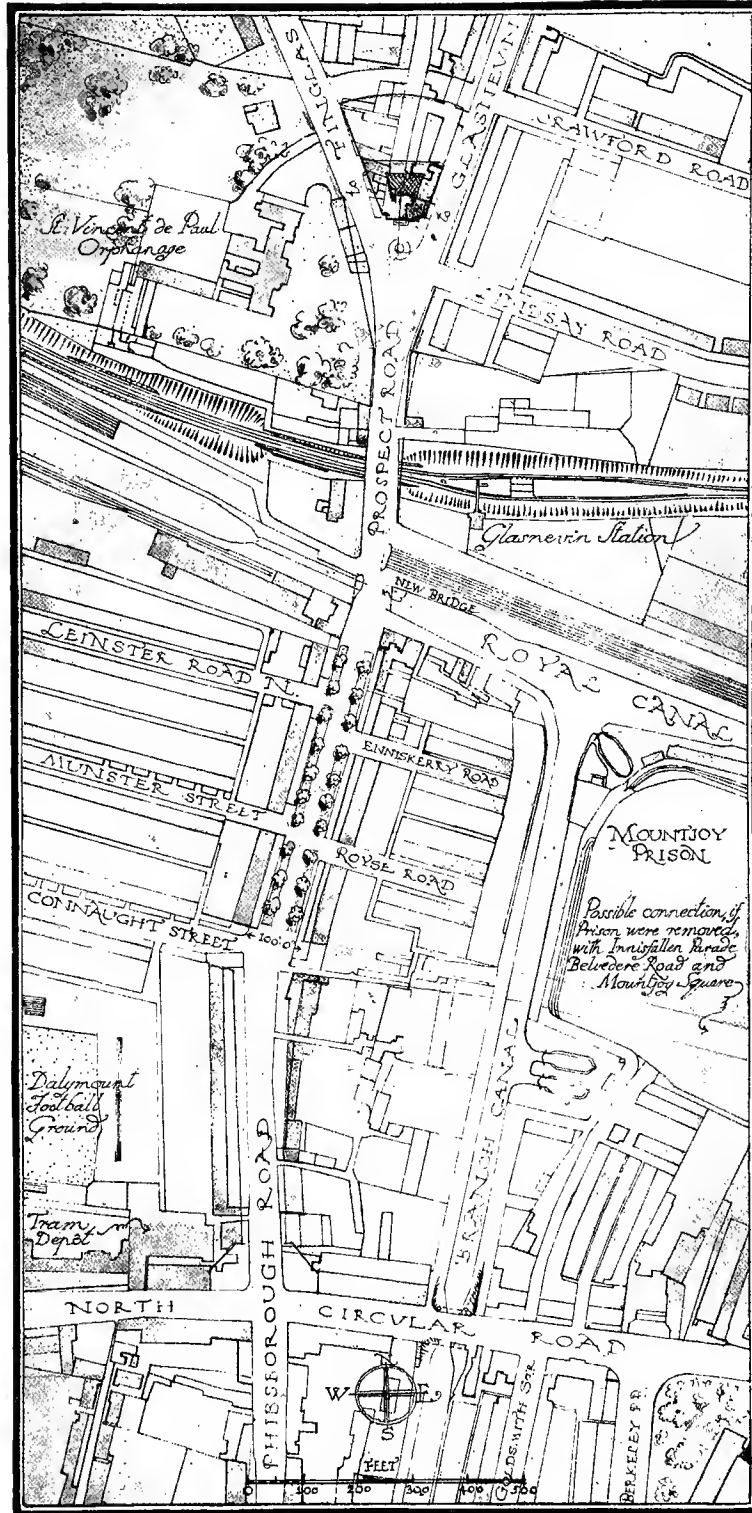 FINGLAS
GLASNEVIN
CRAWFORD ROAD
St. Vincent de Paul
Orphanage
LINDSAY ROAD
PROSPECT ROAD
Glasnevin Station
NEW BRIDGE
ROYAL CANAL
LEINSTER ROAD N.
ENNISKERRY ROAD
MUNSTER STREET
ROYSE ROAD
MOUNTJOY
PRISON
Possible connection, if
Prison were removed,
with Innisfallen Parade
Belvedere Road and
Mountjoy Square
CONNAUGHT STREET
100'0"
BRANCH CANAL
Dalymount
Football
Ground
PHIBSBOROUGH ROAD
Tram
Depôt
NORTH CIRCULAR ROAD
N
W E
S
GOLDSMITH STR
BERKELEY RD
FEET
0 100 200 300 400 500